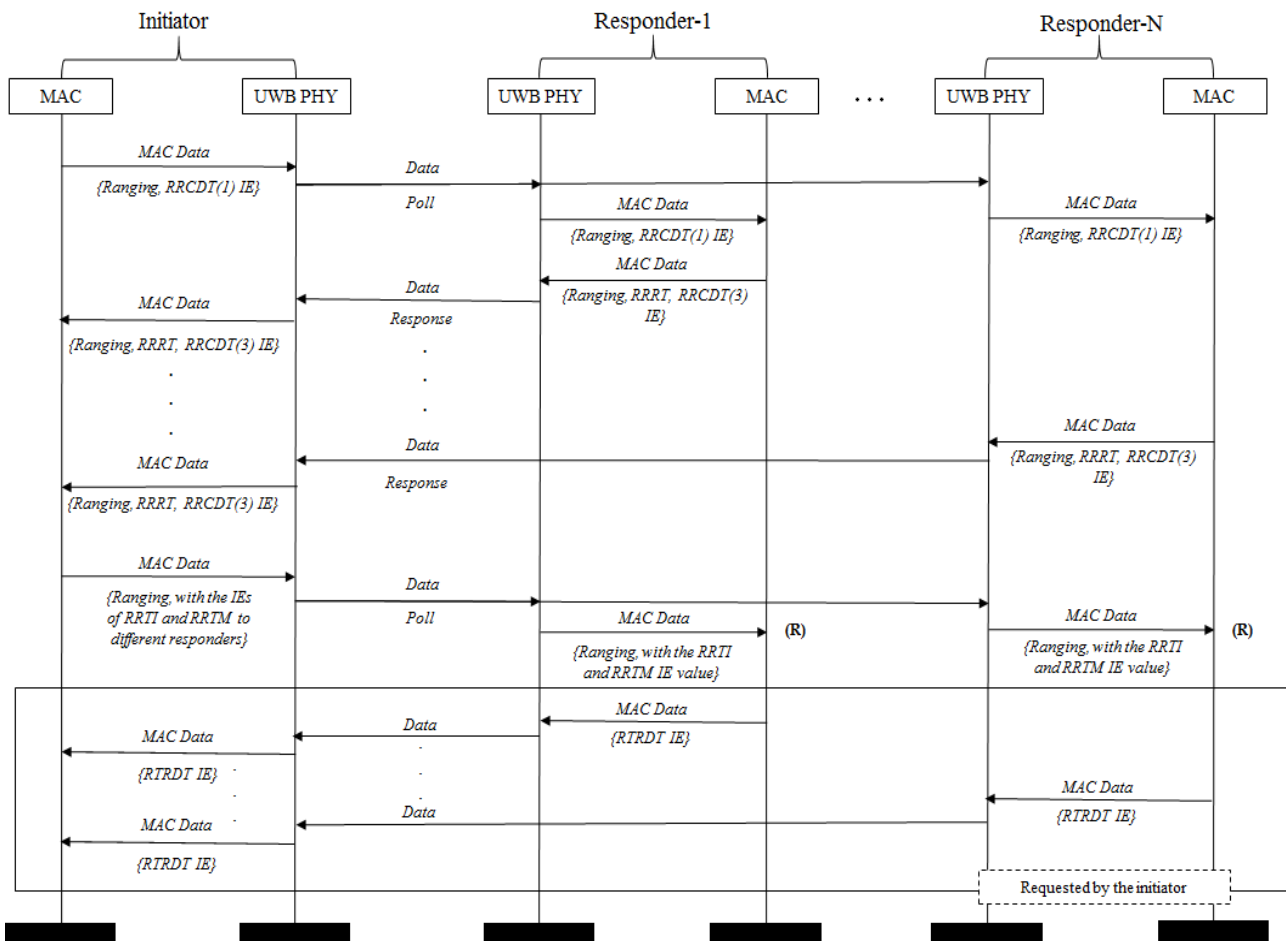 Initiator
Responder-1
Responder-N
MAC
UWB PHY
UWB PHY
MAC
. . .
UWB PHY
MAC
MAC Data
{Ranging, RRCDT(1) IE}
Data
Poll
MAC Data
{Ranging, RRCDT(1) IE}
MAC Data
{Ranging, RRCDT(1) IE}
MAC Data
{Ranging, RRRT, RRCDT(3)
IE}
Data
Response
MAC Data
{Ranging, RRRT, RRCDT(3) IE}
MAC Data
{Ranging, RRRT, RRCDT(3)
IE}
Data
Response
MAC Data
{Ranging, RRRT, RRCDT(3) IE}
MAC Data
{Ranging, with the IEs
of RRTI and RRTM to
different responders}
Data
Poll
MAC Data
(R)
{Ranging, with the RRTI
and RRTM IE value}
MAC Data
(R)
{Ranging, with the RRTI
and RRTM IE value}
MAC Data
{RTRDT IE}
Data
MAC Data
{RTRDT IE}
MAC Data
{RTRDT IE}
Data
MAC Data
{RTRDT IE}
Requested by the initiator